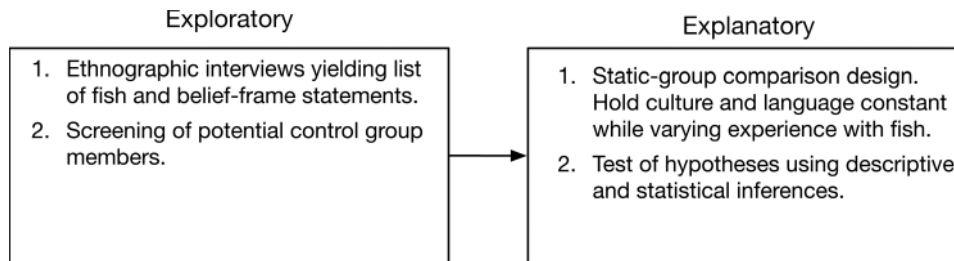 Exploratory
1. Ethnographic interviews yielding list
of fish and belief-frame statements.
2. Screening of potential control group
members.
Explanatory
1. Static-group comparison design.
Hold culture and language constant
while varying experience with fish.
2. Test of hypotheses using descriptive
and statistical inferences.